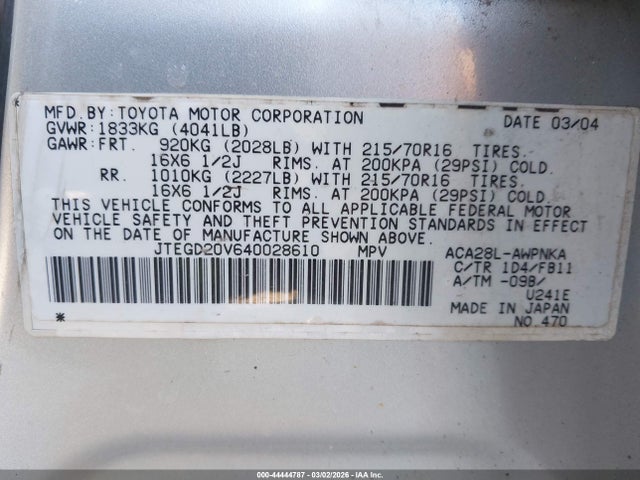 MFD.BY:TOYOTA MOTOR CORPORATION DATE 03/04
GVWR:1833KG (4041LB)
GAWR:FRT. 920KG (2028LB) WITH 215/70R16 TIRES.
16X6 1/2J RIMS. AT 200KPA (29PSI) COLD.
RR. 1010KG (2227LB) WITH 215/70R16 TIRES.
16X6 1/2J RIMS. AT 200KPA (29PSI) COLD.
THIS VEHICLE CONFORMS TO ALL APPLICABLE FEDERAL MOTOR
VEHICLE SAFETY AND THEFT PREVENTION STANDARDS IN EFFECT
ON THE DATE OF MANUFACTURE SHOWN ABOVE.
JTEGD20V640028610 MPV ACA28L-AWPNKA
C/TR 1D4/FB11
A/TM -09B/
U241E
MADE IN JAPAN
* NO.470
000-44444787 - 03/02/2026 - IAA Inc.